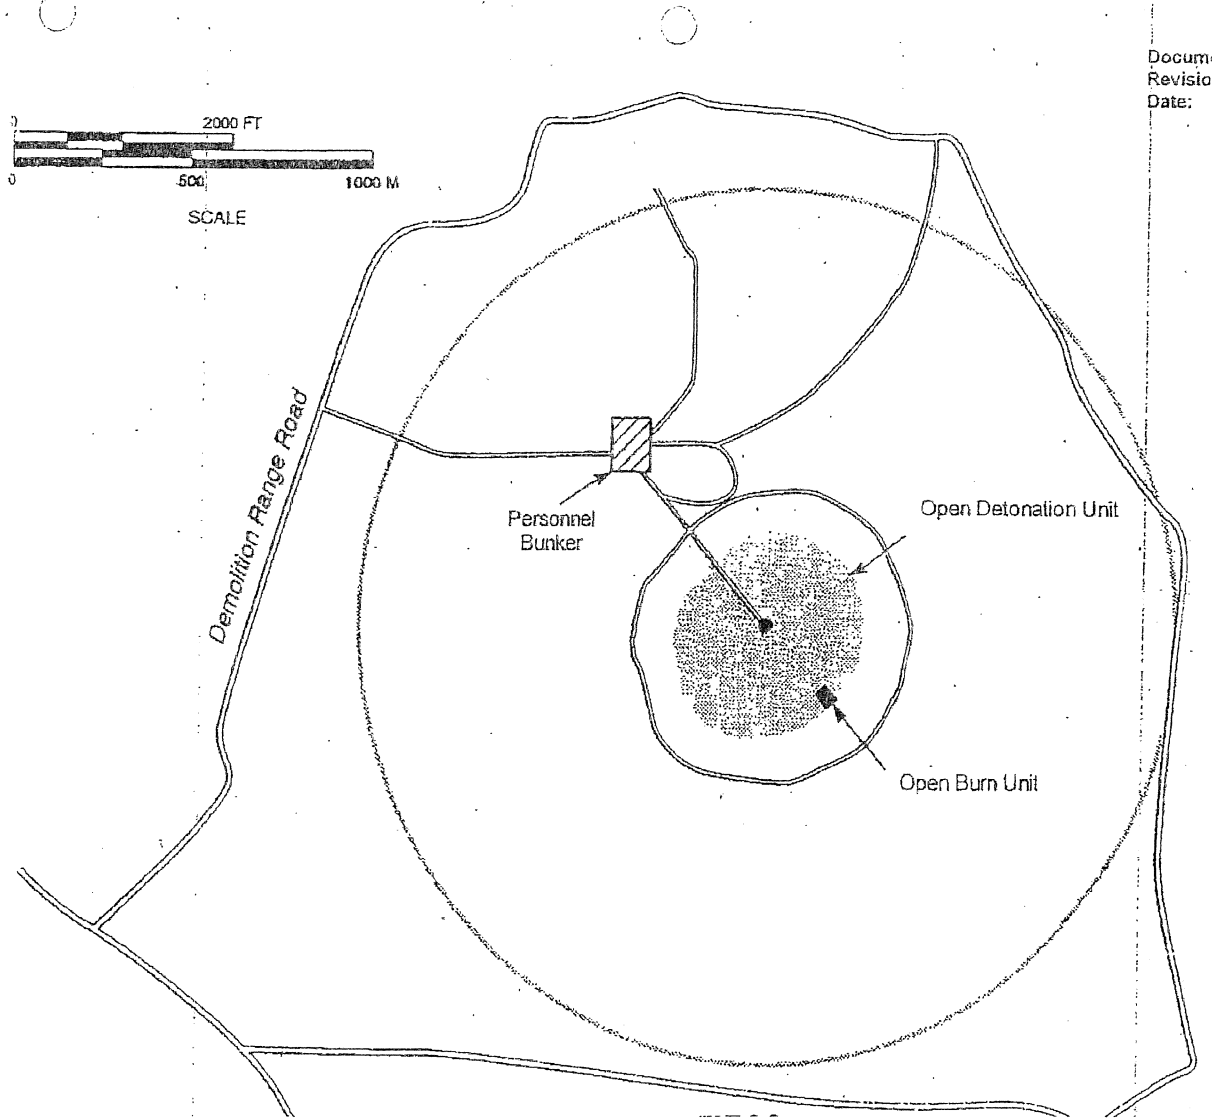 Docum
Revisio
Date:
0 2000 FT
0 500 1000 M
SCALE
Demolition Range Road
Personnel
Bunker
Open Detonation Unit
Open Burn Unit